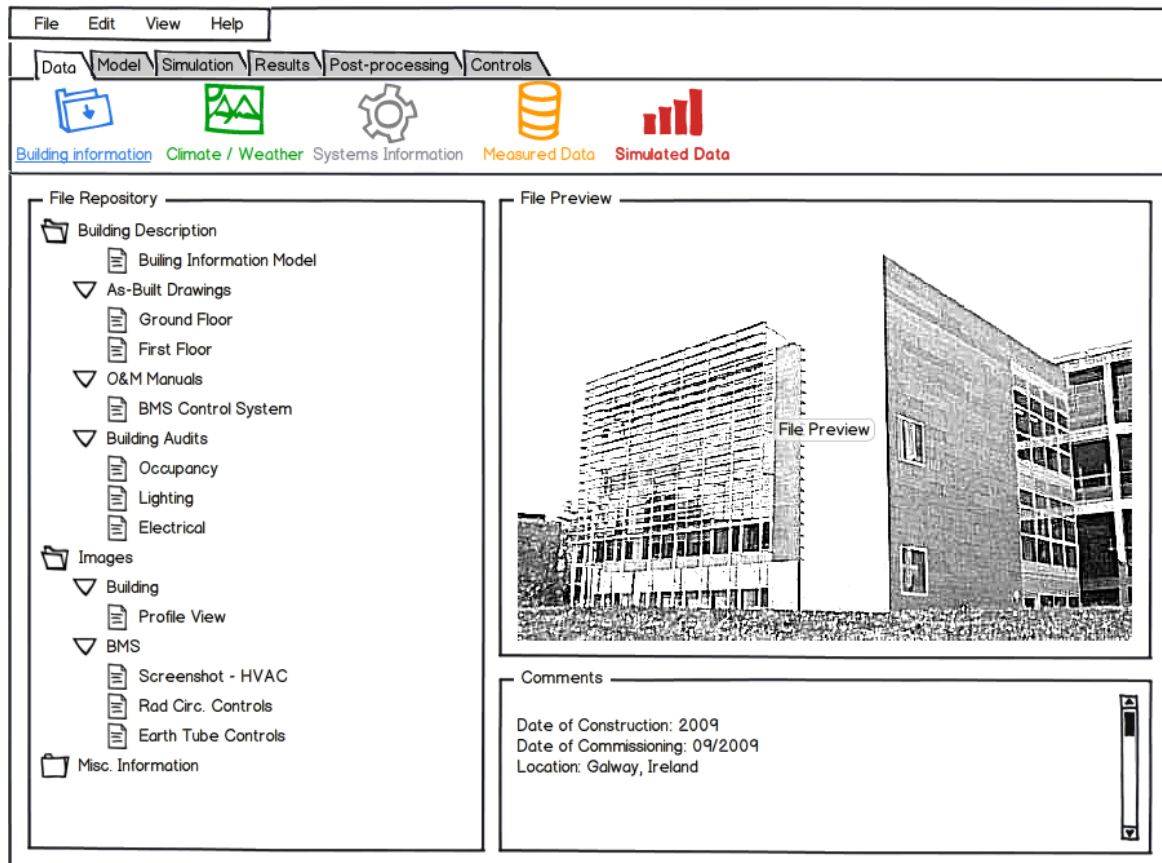 File Edit View Help
Data Model Simulation Results Post-processing Controls
Building information Climate / Weather Systems Information Measured Data Simulated Data
File Repository
Building Description
Builing Information Model
As-Built Drawings
Ground Floor
First Floor
O&M Manuals
BMS Control System
Building Audits
Occupancy
Lighting
Electrical
Images
Building
Profile View
BMS
Screenshot - HVAC
Rad Circ. Controls
Earth Tube Controls
Misc. Information
File Preview
File Preview
Comments
Date of Construction: 2009
Date of Commissioning: 09/2009
Location: Galway, Ireland